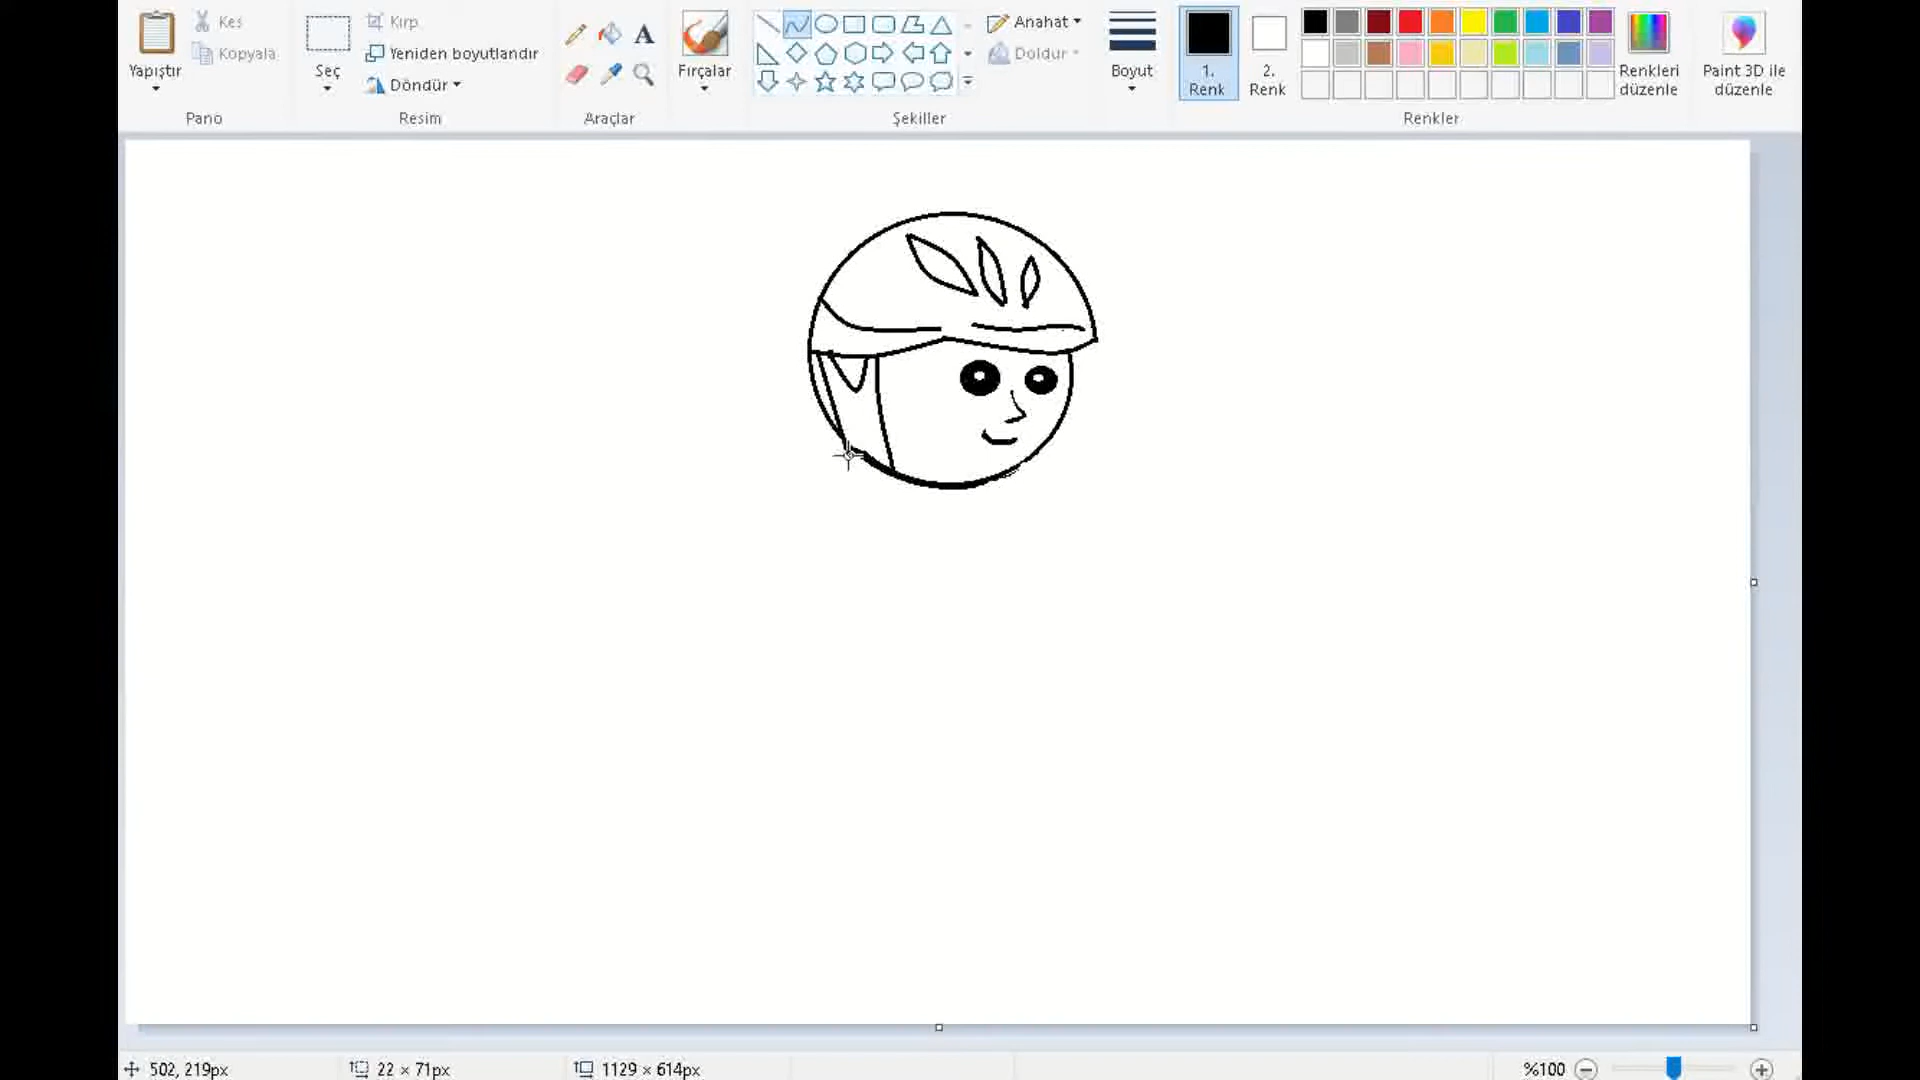 Yapıştır
Kes
Kopyala
Pano
Seç
Kırp
Yeniden boyutlandır
Döndür
Resim
A
Araçlar
Fırçalar
Şekiller
Anahat
Doldur
Boyut
1.
Renk
2.
Renk
Renkler
Renkleri
düzenle
Paint 3D ile
düzenle
502, 219px
22 × 71px
1129 × 614px
%100